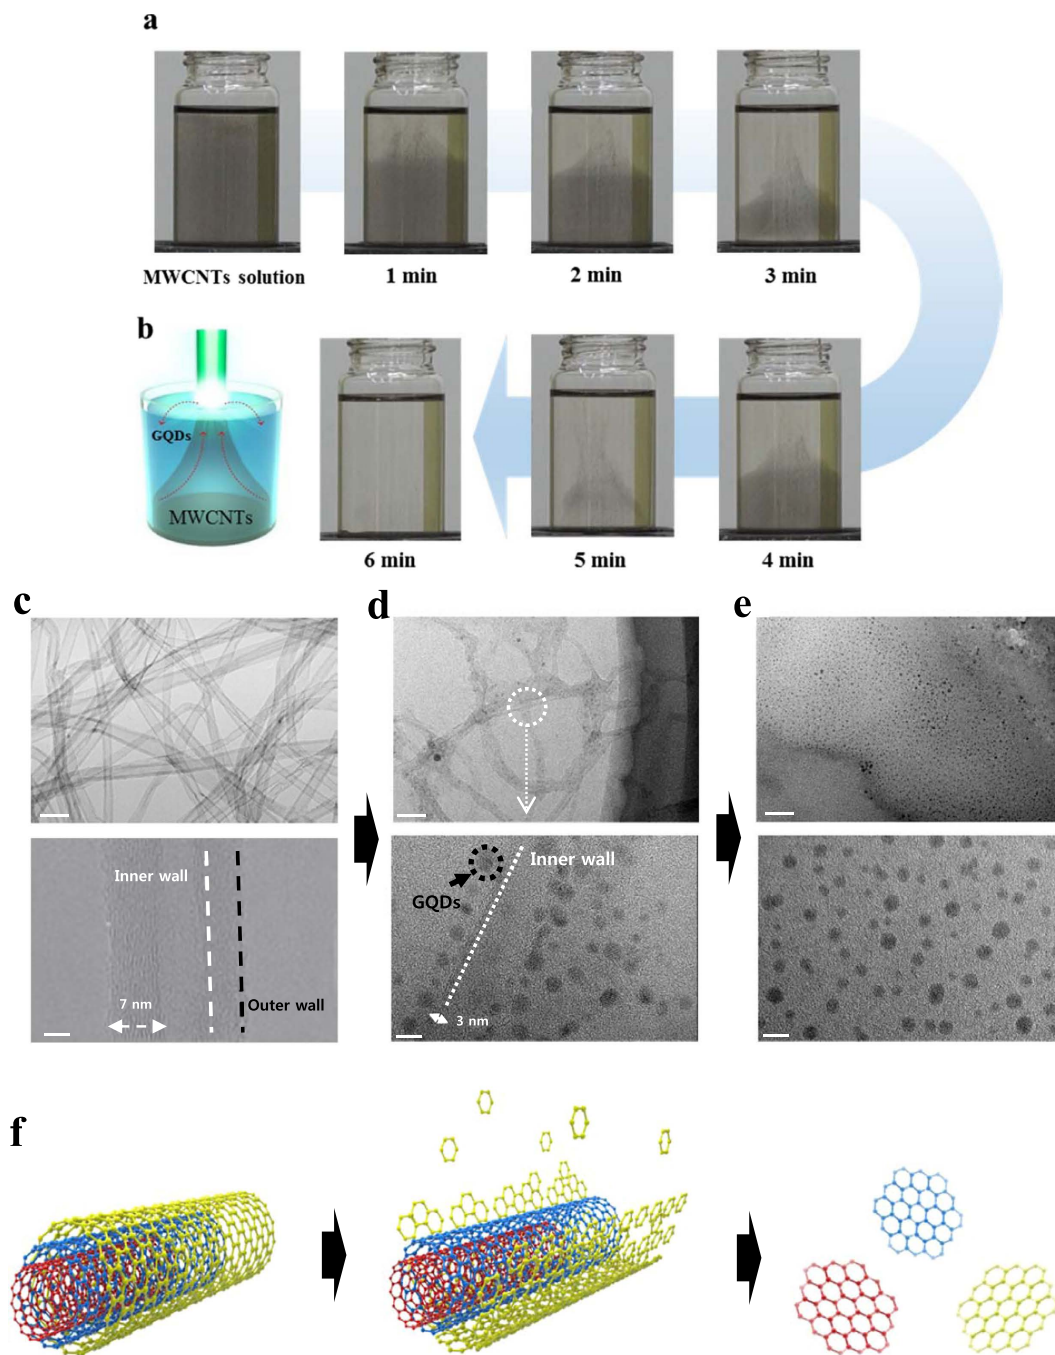 a
MWCNTs solution
1 min
2 min
3 min
b
GQDs
MWCNTs
6 min
5 min
4 min
c
d
e
Inner wall
7 nm
Outer wall
GQDs
Inner wall
3 nm
f